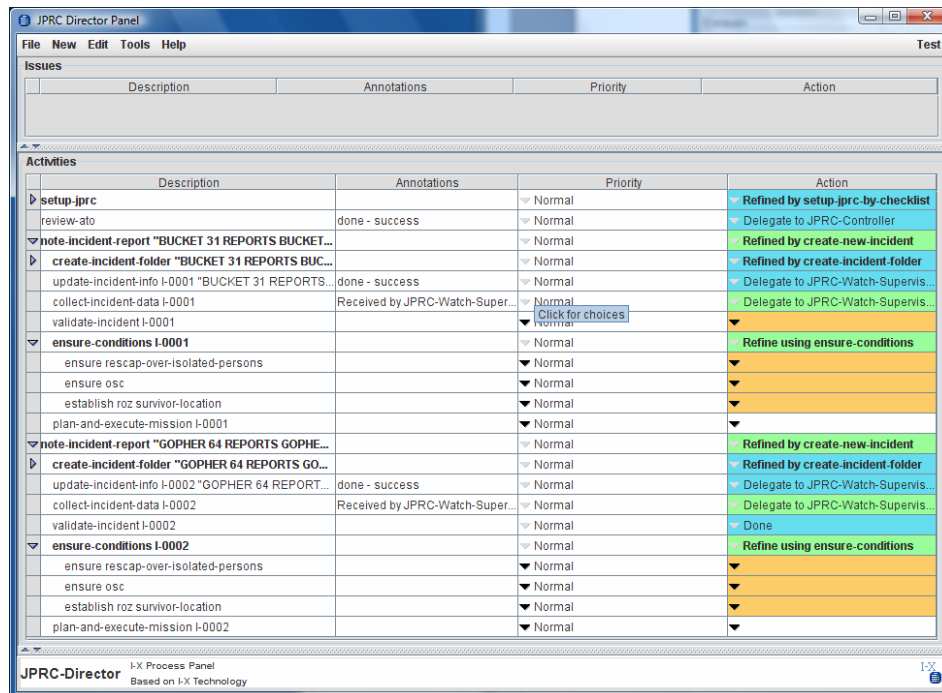 JPRC Director Panel
File New Edit Tools Help Test
Issues
Description Annotations Priority Action
Activities
Description Annotations Priority Action
setup-jprc Normal Refined by setup-jprc-by-checklist
review-ato done - success Normal Delegate to JPRC-Controller
note-incident-report "BUCKET 31 REPORTS BUCKET... Normal Refined by create-new-incident
create-incident-folder "BUCKET 31 REPORTS BUC... Normal Refined by create-incident-folder
update-incident-info I-0001 "BUCKET 31 REPORTS... done - success Normal Delegate to JPRC-Watch-Supervis...
collect-incident-data I-0001 Received by JPRC-Watch-Super... Normal Delegate to JPRC-Watch-Supervis...
Click for choices
validate-incident I-0001 Normal
ensure-conditions I-0001 Normal Refine using ensure-conditions
ensure rescap-over-isolated-persons Normal
ensure osc Normal
establish roz survivor-location Normal
plan-and-execute-mission I-0001 Normal
note-incident-report "GOPHER 64 REPORTS GOPHE... Normal Refined by create-new-incident
create-incident-folder "GOPHER 64 REPORTS GO... Normal Refined by create-incident-folder
update-incident-info I-0002 "GOPHER 64 REPORT... done - success Normal Delegate to JPRC-Watch-Supervis...
collect-incident-data I-0002 Received by JPRC-Watch-Super... Normal Delegate to JPRC-Watch-Supervis...
validate-incident I-0002 Normal Done
ensure-conditions I-0002 Normal Refine using ensure-conditions
ensure rescap-over-isolated-persons Normal
ensure osc Normal
establish roz survivor-location Normal
plan-and-execute-mission I-0002 Normal
JPRC-Director I-X Process Panel
Based on I-X Technology
I-X